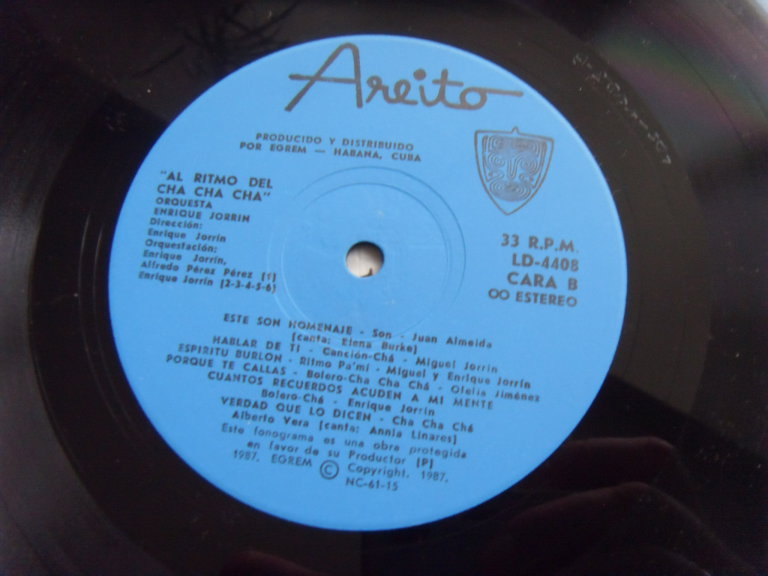 Areito
PRODUCIDO Y DISTRIBUIDO
POR EGREM — HABANA, CUBA
"AL RITMO DEL
CHA CHA CHA"
ORQUESTA
ENRIQUE JORRIN
Dirección:
Enrique Jorrín
Orquestación:
Enrique Jorrín,
Alfredo Pérez Pérez (1)
Enrique Jorrín (2-3-4-5-6)
33 R.P.M.
LD-4408
CARA B
OO ESTEREO
ESTE SON HOMENAJE - Son - Juan Almeida
(canta: Elena Burke)
HABLAR DE TI - Canción-Chá - Miguel Jorrín
ESPIRITU BURLON - Ritmo Pa'mí - Miguel y Enrique Jorrín
PORQUE TE CALLAS - Bolero-Cha Cha Chá - Ofelia Jiménez
CUANTOS RECUERDOS ACUDEN A MI MENTE
Bolero-Chá - Enrique Jorrín
VERDAD QUE LO DICEN - Cha Cha Chá
Alberto Vera (canta: Annia Linares)
Este fonograma es una obra protegida
en favor de su Productor (P)
1987. EGREM © Copyright, 1987.
NC-61-15